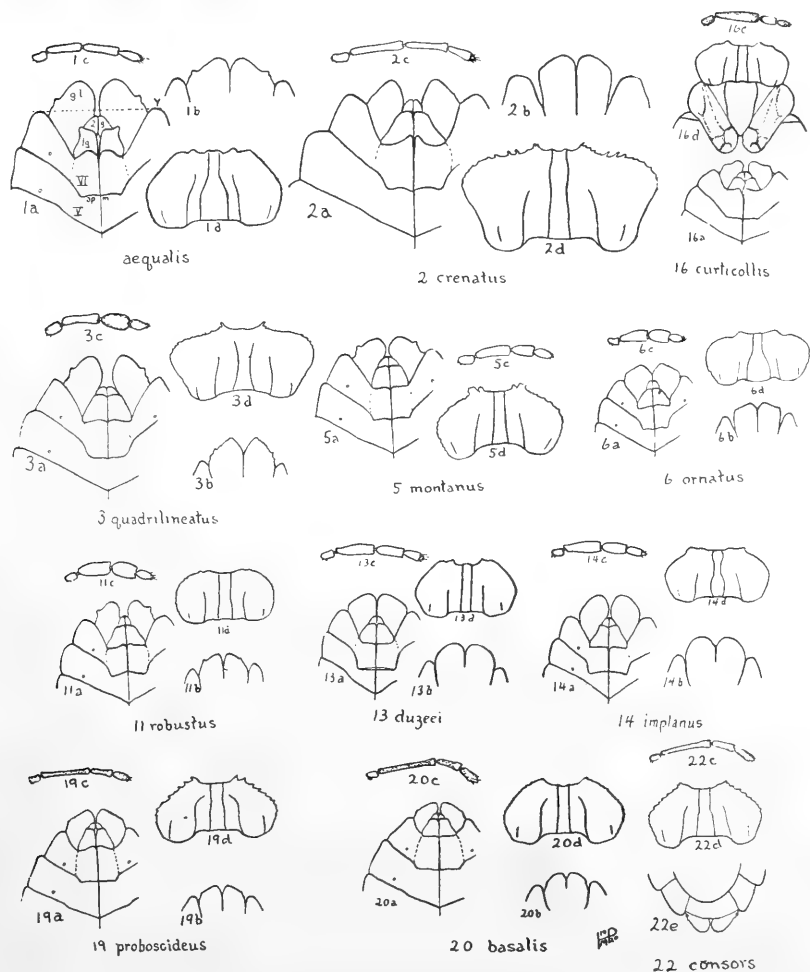 1c
gl
y
2
g
1g
VI
sp
m
V
1a
1b
1d
aequalis
2c
2a
2b
2d
2 crenatus
16c
16d
16a
16 curticollis
3c
3a
3d
3b
3 quadrilineatus
5c
5a
5d
5 montanus
6c
6a
6d
6b
6 ornatus
11c
11a
11d
11b
11 robustus
13c
13a
13d
13b
13 duzeei
14c
14a
14d
14b
14 implanus
19c
19a
19d
19b
19 proboscideus
20c
20a
20d
20b
20 basalis
22c
22d
22e
22 consors